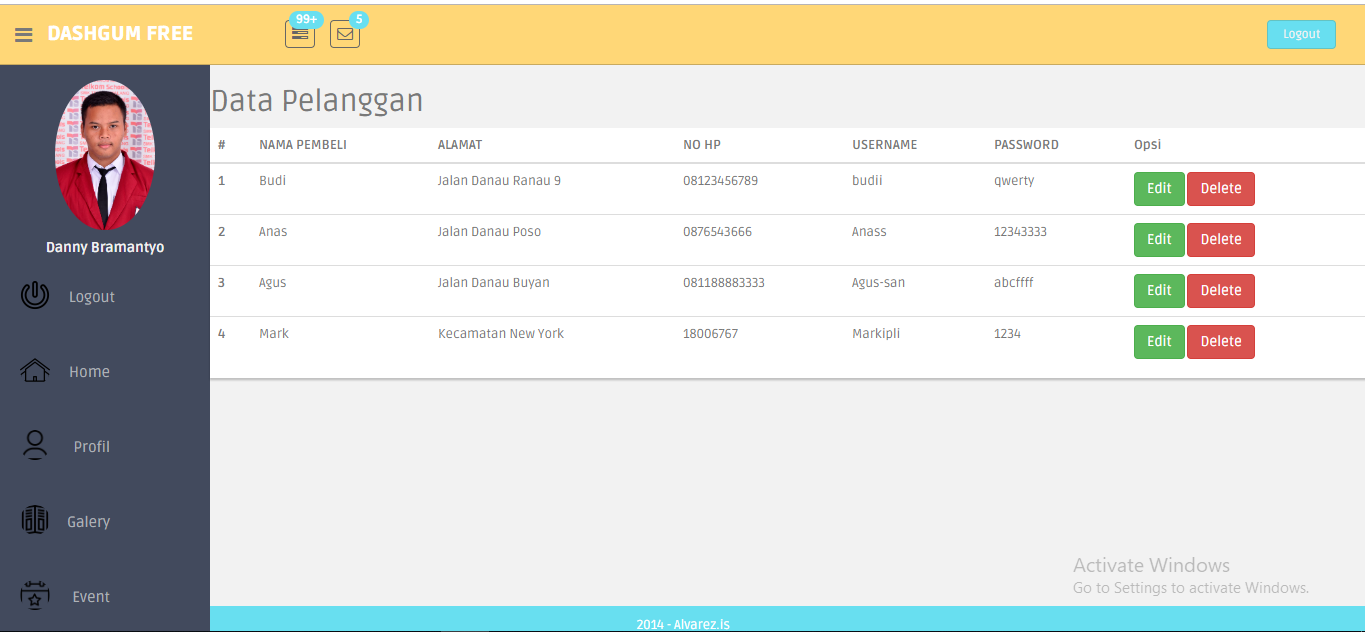 DASHGUM FREE 99+ 5 Logout
Danny Bramantyo
Logout
Home
Profil
Galery
Event
Data Pelanggan
# NAMA PEMBELI ALAMAT NO HP USERNAME PASSWORD Opsi
1 Budi Jalan Danau Ranau 9 08123456789 budii qwerty Edit Delete
2 Anas Jalan Danau Poso 0876543666 Anass 12343333 Edit Delete
3 Agus Jalan Danau Buyan 081188883333 Agus-san abcffff Edit Delete
4 Mark Kecamatan New York 18006767 Markipli 1234 Edit Delete
Activate Windows
Go to Settings to activate Windows.
2014 - Alvarez.is